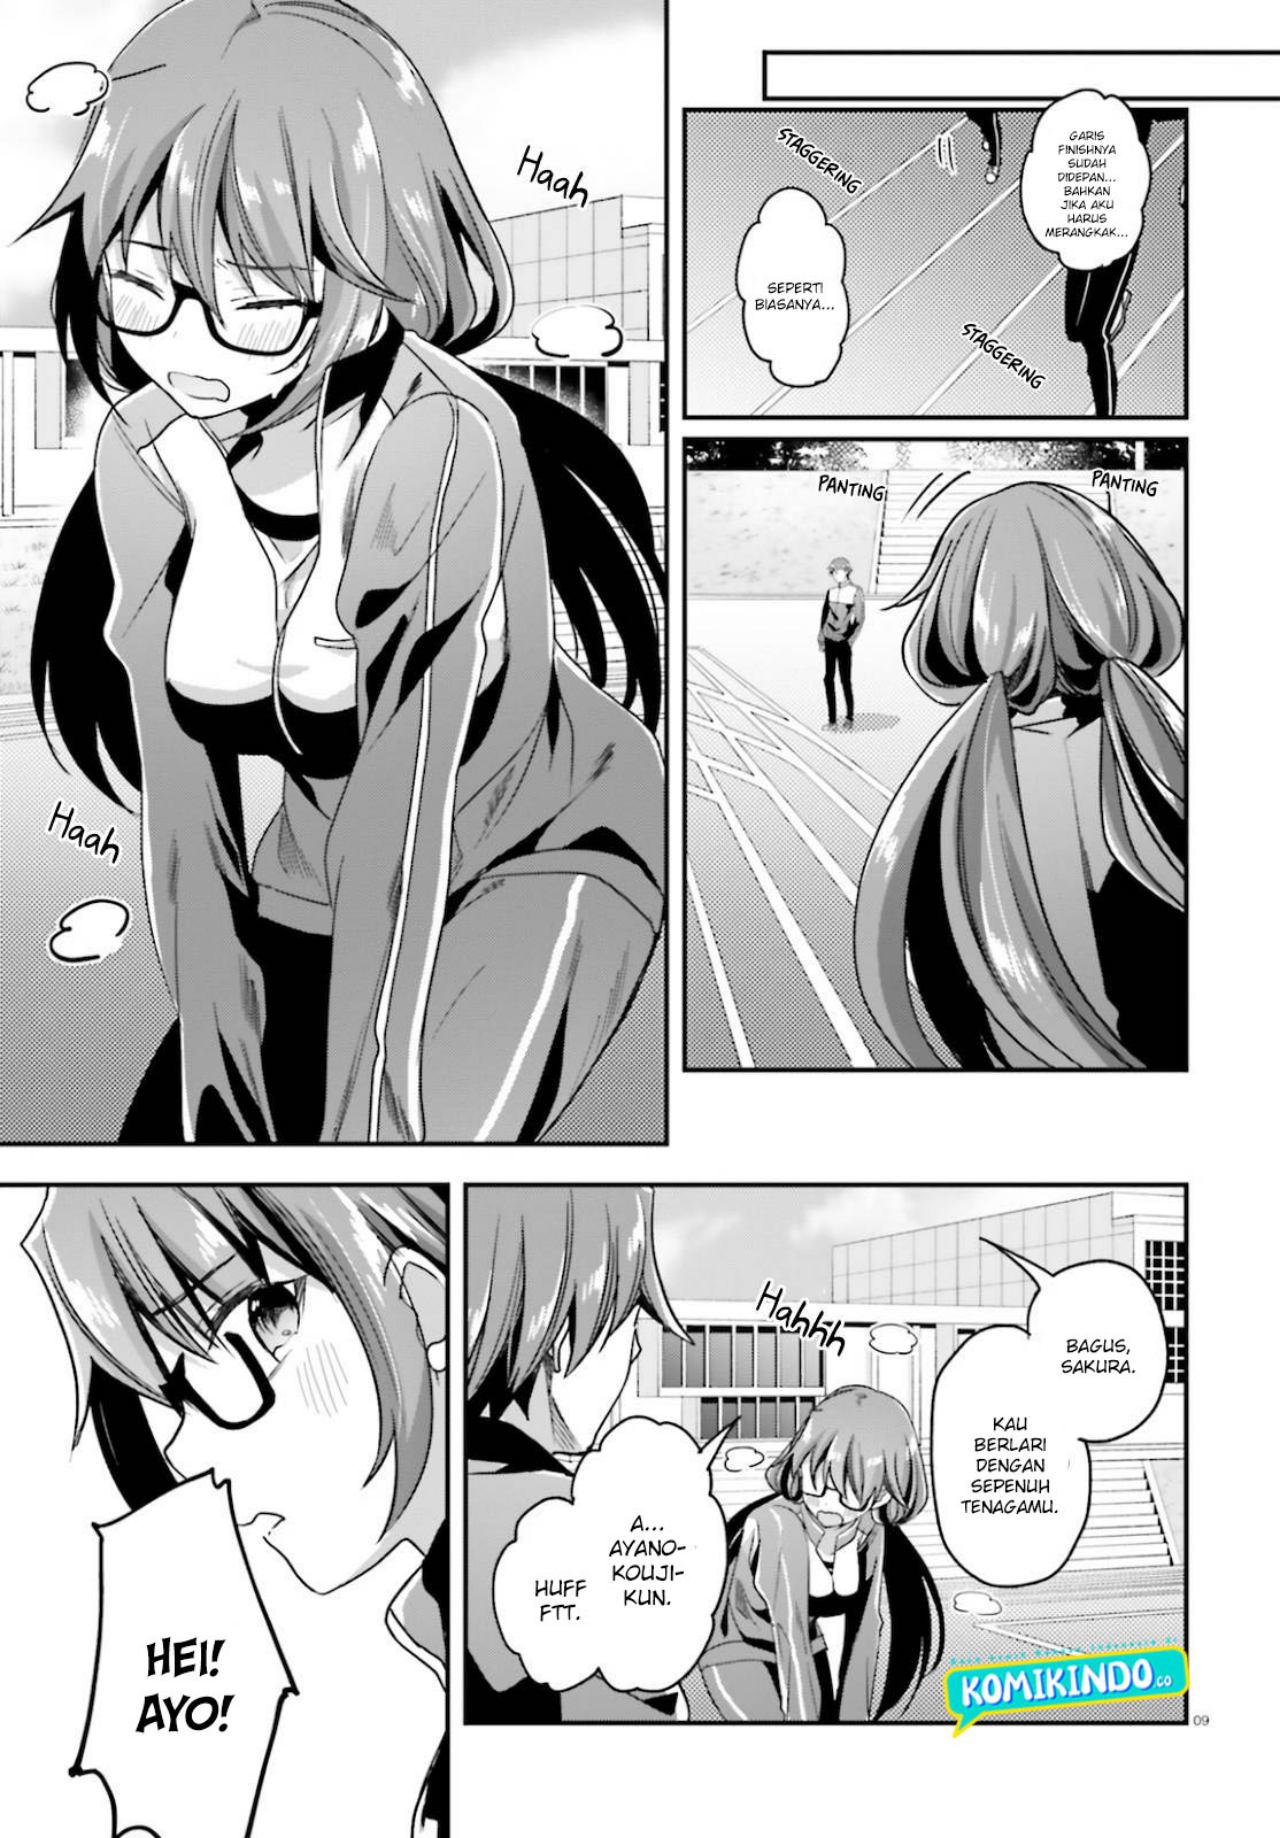 GARIS
FINISHNYA
SUDAH
DIDEPAN...
BAHKAN
JIKA AKU
HARUS
MERANGKAK...
STAGGERING
SEPERTI
BIASANYA...
STAGGERING
PANTING
PANTING
Haah
Haah
BAGUS,
SAKURA.
KAU
BERLARI
DENGAN
SEPENUH
TENAGAMU.
Hahhh
A...
AYANO-
KOUJI-
KUN.
HUFF
FTT.
HEI!
AYO!
KOMIKINDO.co
09